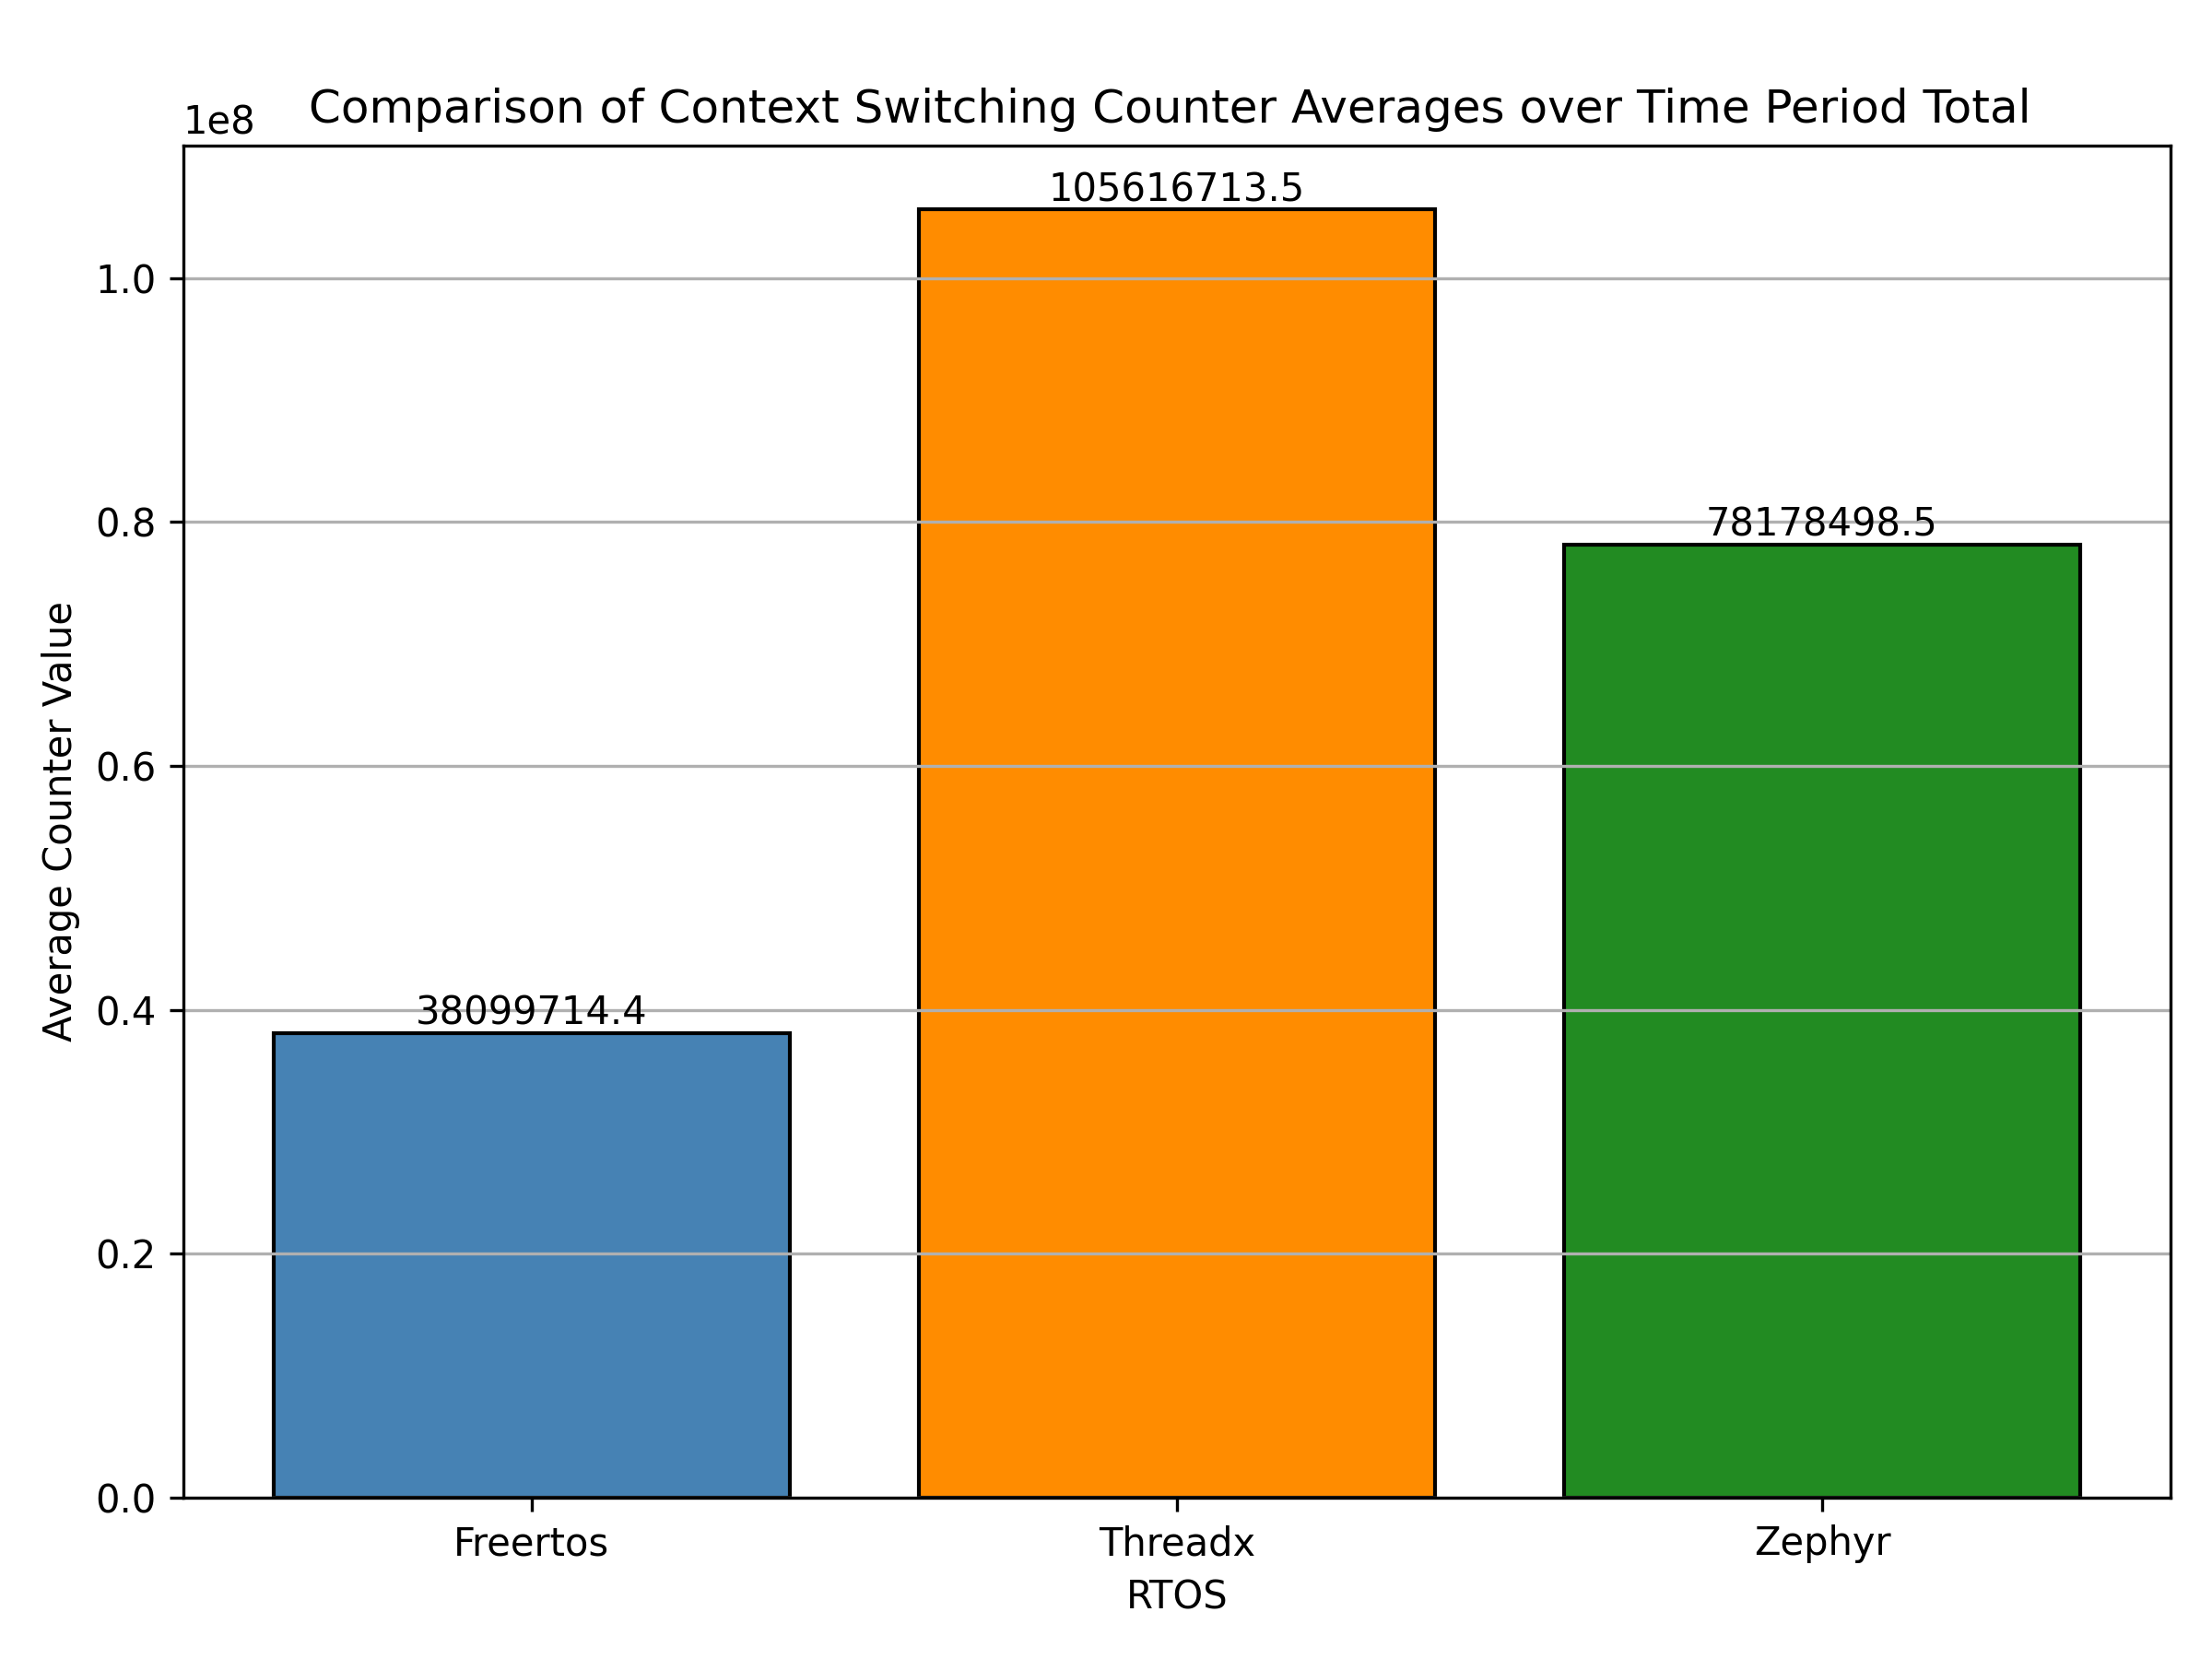 Comparison of Context Switching Counter Averages over Time Period Total
1e8
105616713.5
1.0
78178498.5
0.8
0.6
38099714.4
0.4
0.2
0.0
Average Counter Value
Freertos
Threadx
Zephyr
RTOS